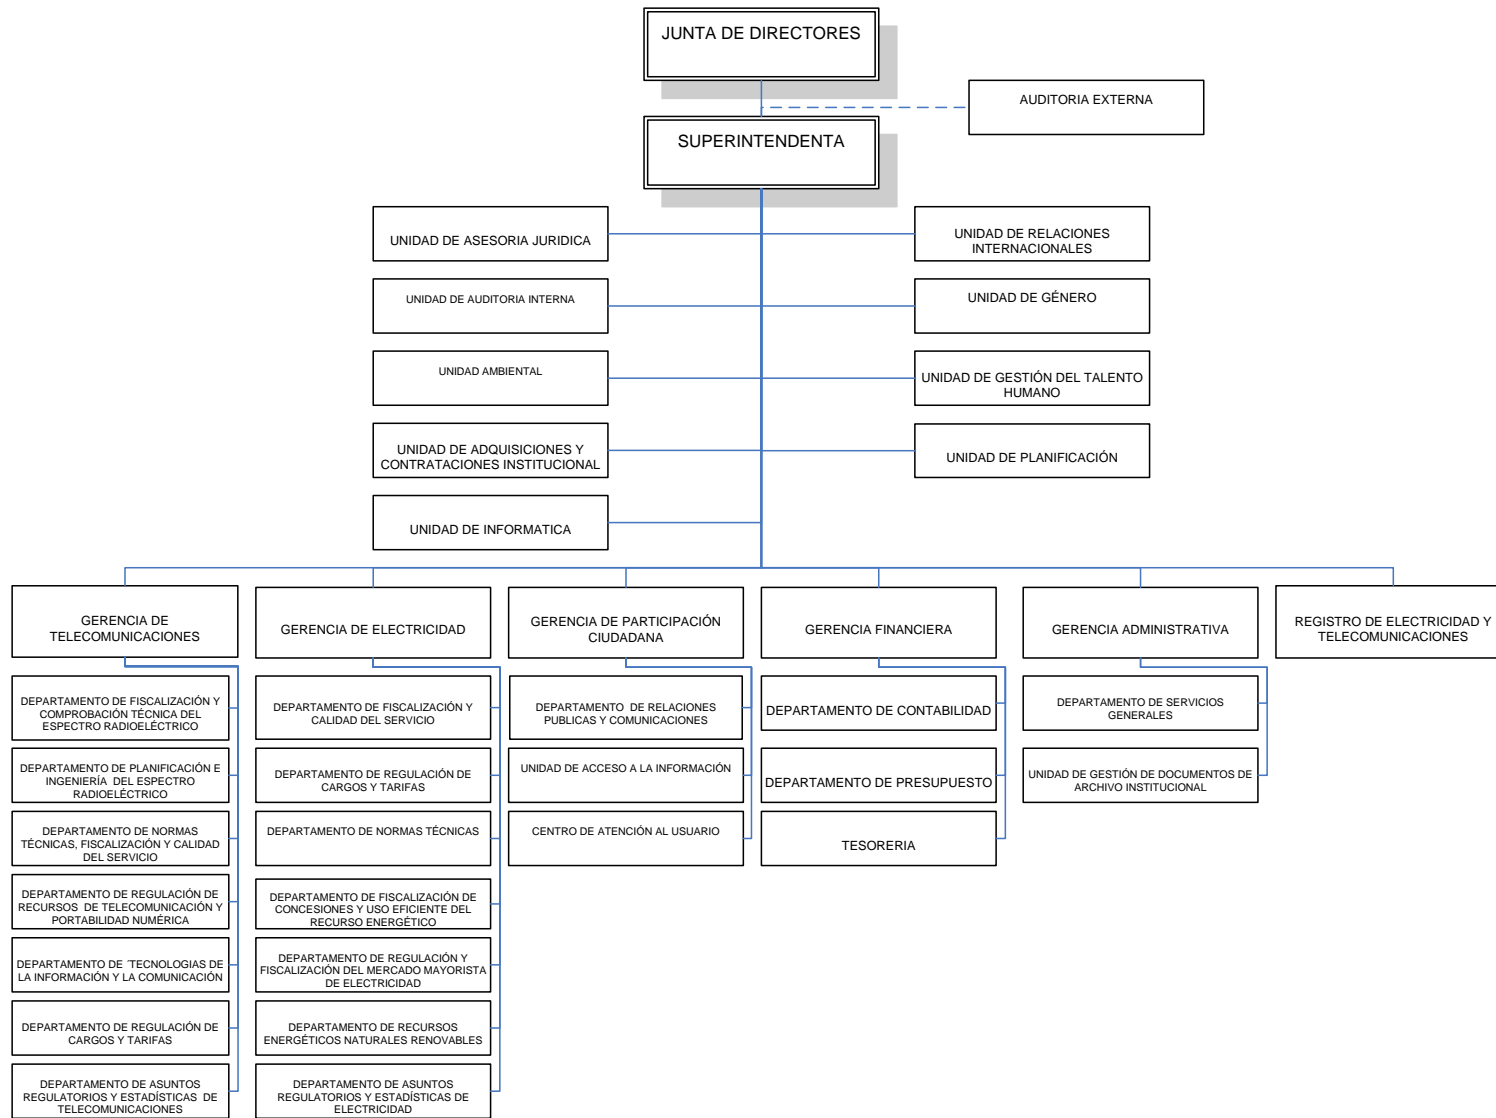 JUNTA DE DIRECTORES
AUDITORIA EXTERNA
SUPERINTENDENTA
UNIDAD DE ASESORIA JURIDICA
UNIDAD DE RELACIONES
INTERNACIONALES
UNIDAD DE AUDITORIA INTERNA
UNIDAD DE GÉNERO
UNIDAD AMBIENTAL
UNIDAD DE GESTIÓN DEL TALENTO
HUMANO
UNIDAD DE ADQUISICIONES Y
CONTRATACIONES INSTITUCIONAL
UNIDAD DE PLANIFICACIÓN
UNIDAD DE INFORMATICA
GERENCIA DE
TELECOMUNICACIONES
GERENCIA DE ELECTRICIDAD
GERENCIA DE PARTICIPACIÓN
CIUDADANA
GERENCIA FINANCIERA
GERENCIA ADMINISTRATIVA
REGISTRO DE ELECTRICIDAD Y
TELECOMUNICACIONES
DEPARTAMENTO DE FISCALIZACIÓN Y
COMPROBACIÓN TÉCNICA DEL
ESPECTRO RADIOELÉCTRICO
DEPARTAMENTO DE PLANIFICACIÓN E
INGENIERÍA DEL ESPECTRO
RADIOELÉCTRICO
DEPARTAMENTO DE NORMAS
TÉCNICAS, FISCALIZACIÓN Y CALIDAD
DEL SERVICIO
DEPARTAMENTO DE REGULACIÓN DE
RECURSOS DE TELECOMUNICACIÓN Y
PORTABILIDAD NUMÉRICA
DEPARTAMENTO DE ´TECNOLOGIAS DE
LA INFORMACIÓN Y LA COMUNICACIÓN
DEPARTAMENTO DE REGULACIÓN DE
CARGOS Y TARIFAS
DEPARTAMENTO DE ASUNTOS
REGULATORIOS Y ESTADÍSTICAS DE
TELECOMUNICACIONES
DEPARTAMENTO DE FISCALIZACIÓN Y
CALIDAD DEL SERVICIO
DEPARTAMENTO DE REGULACIÓN DE
CARGOS Y TARIFAS
DEPARTAMENTO DE NORMAS TÉCNICAS
DEPARTAMENTO DE FISCALIZACIÓN DE
CONCESIONES Y USO EFICIENTE DEL
RECURSO ENERGÉTICO
DEPARTAMENTO DE REGULACIÓN Y
FISCALIZACIÓN DEL MERCADO MAYORISTA
DE ELECTRICIDAD
DEPARTAMENTO DE RECURSOS
ENERGÉTICOS NATURALES RENOVABLES
DEPARTAMENTO DE ASUNTOS
REGULATORIOS Y ESTADÍSTICAS DE
ELECTRICIDAD
DEPARTAMENTO DE RELACIONES
PUBLICAS Y COMUNICACIONES
UNIDAD DE ACCESO A LA INFORMACIÓN
CENTRO DE ATENCIÓN AL USUARIO
DEPARTAMENTO DE CONTABILIDAD
DEPARTAMENTO DE PRESUPUESTO
TESORERIA
DEPARTAMENTO DE SERVICIOS
GENERALES
UNIDAD DE GESTIÓN DE DOCUMENTOS DE
ARCHIVO INSTITUCIONAL